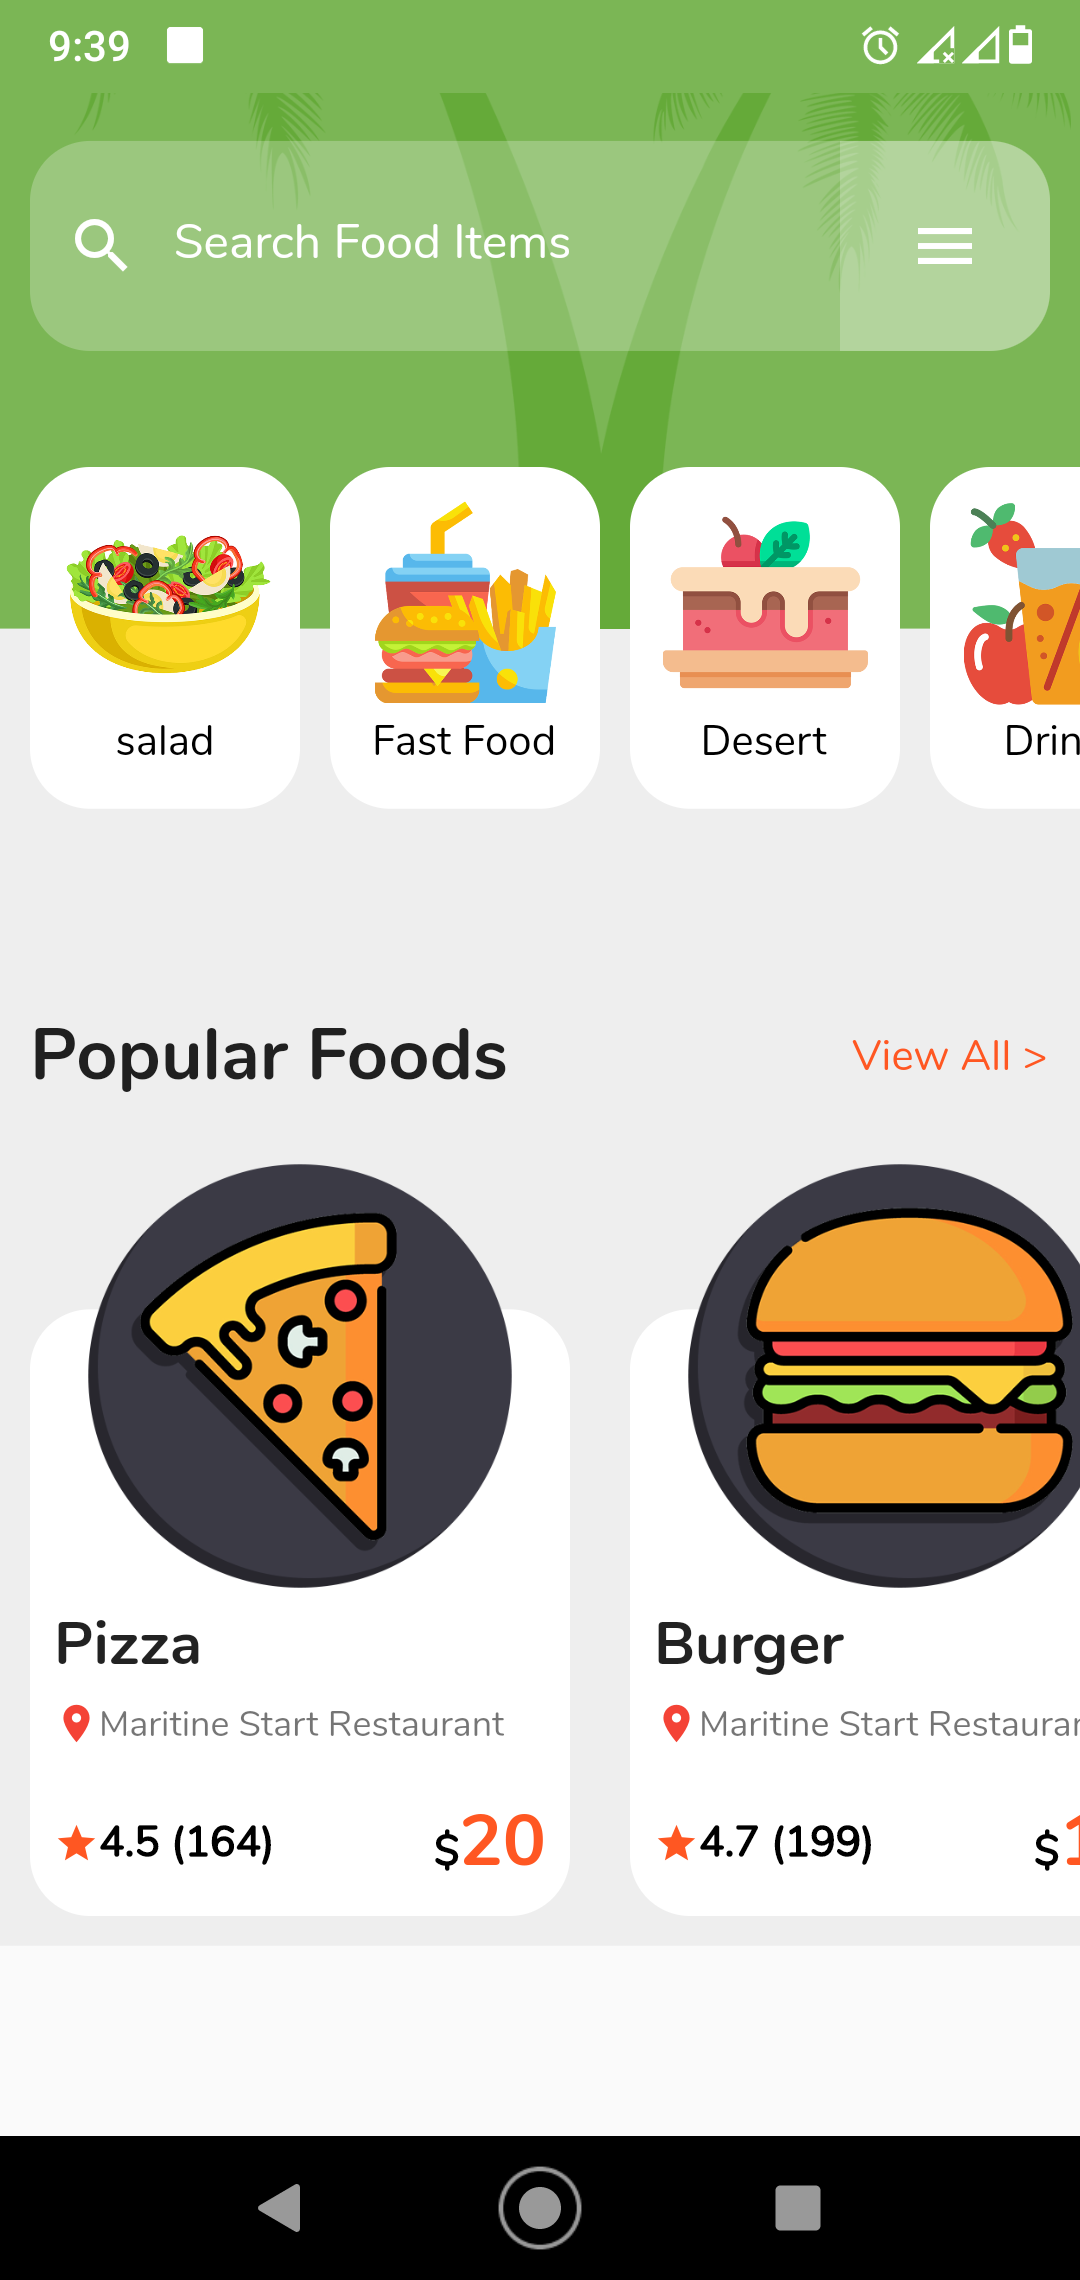 9:39
Search Food Items
salad
Fast Food
Desert
Drin
Popular Foods
View All >
Pizza
Burger
Maritine Start Restaurant
Maritine Start Restaurar
4.5 (164)
$20
4.7 (199)
$1